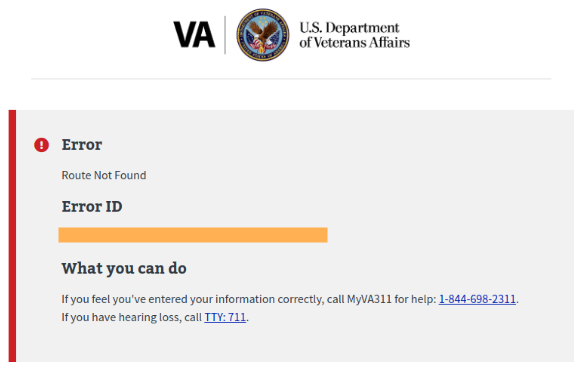 VA
U.S. Department
of Veterans Affairs
Error
Route Not Found
Error ID
What you can do
If you feel you've entered your information correctly, call MyVA311 for help: 1-844-698-2311.
If you have hearing loss, call TTY: 711.